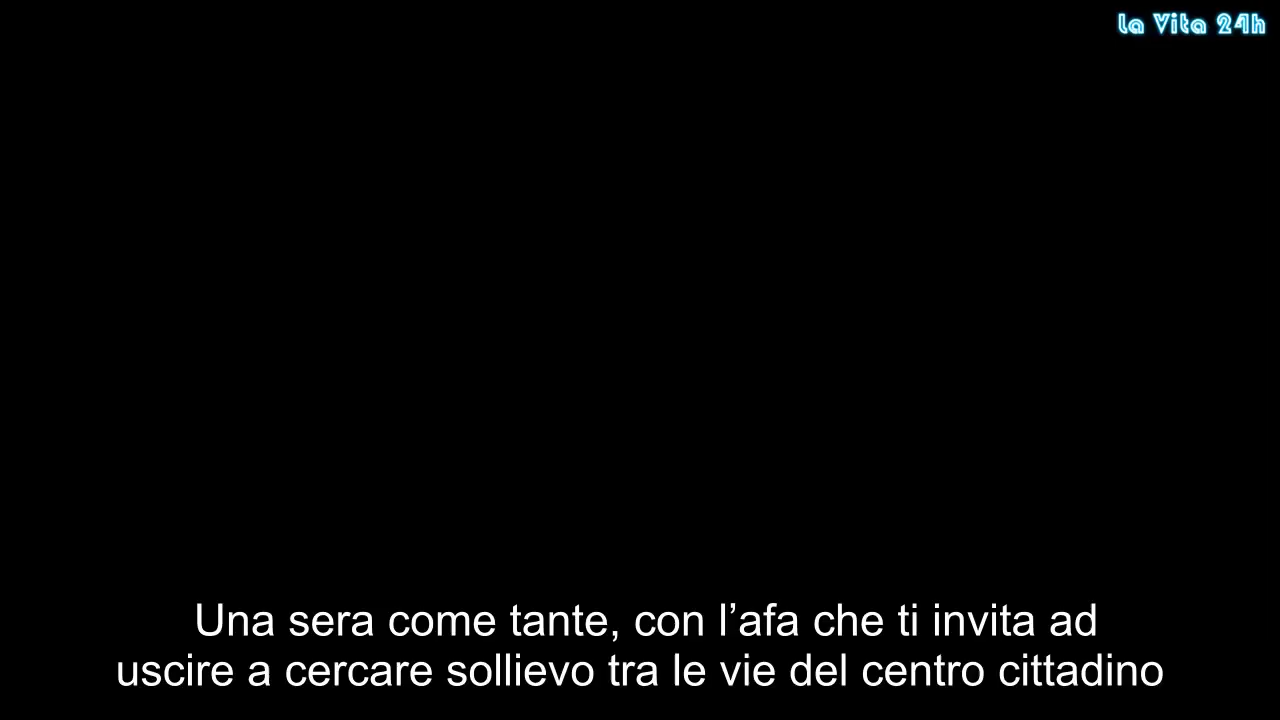 La Vita 24h
Una sera come tante, con l’afa che ti invita ad
uscire a cercare sollievo tra le vie del centro cittadino